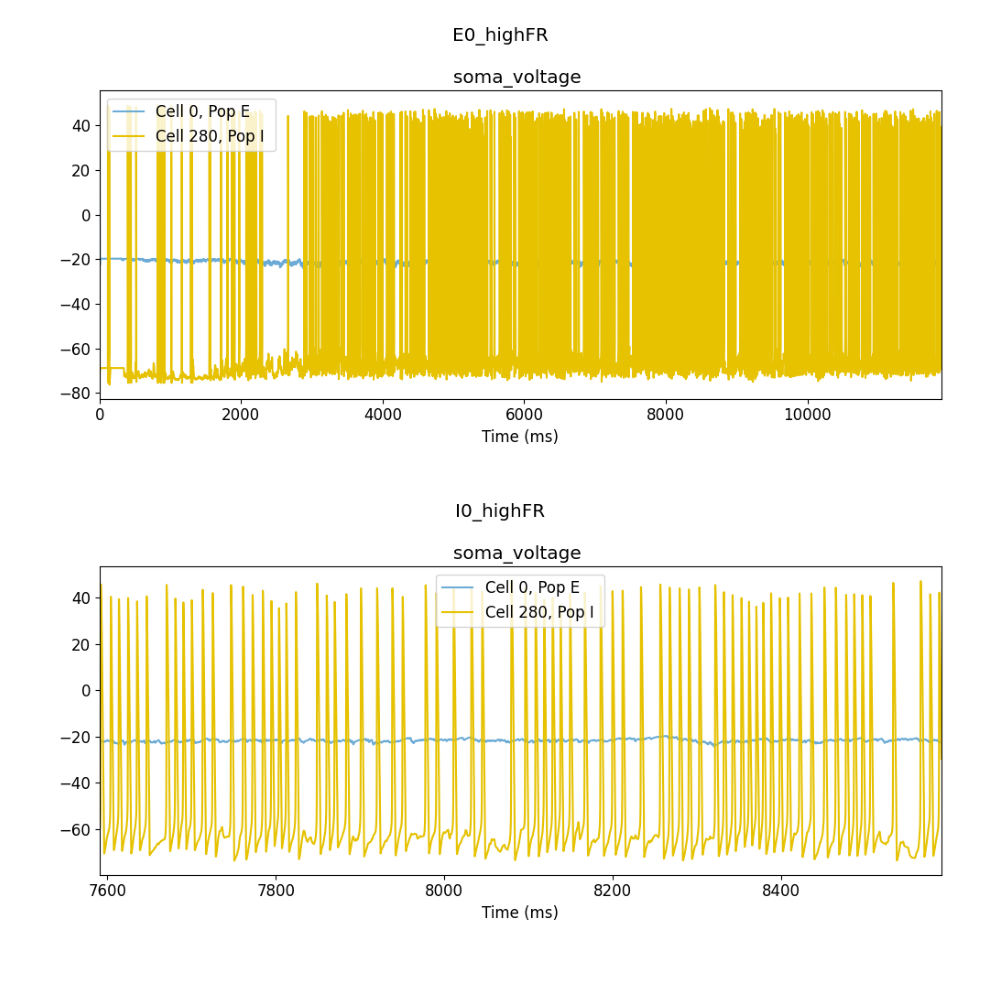 E0_highFR
soma_voltage
Cell 0, Pop E
Cell 280, Pop I
40
20
0
−20
−40
−60
−80
0 2000 4000 6000 8000 10000
Time (ms)
I0_highFR
soma_voltage
Cell 0, Pop E
Cell 280, Pop I
40
20
0
−20
−40
−60
7600 7800 8000 8200 8400
Time (ms)